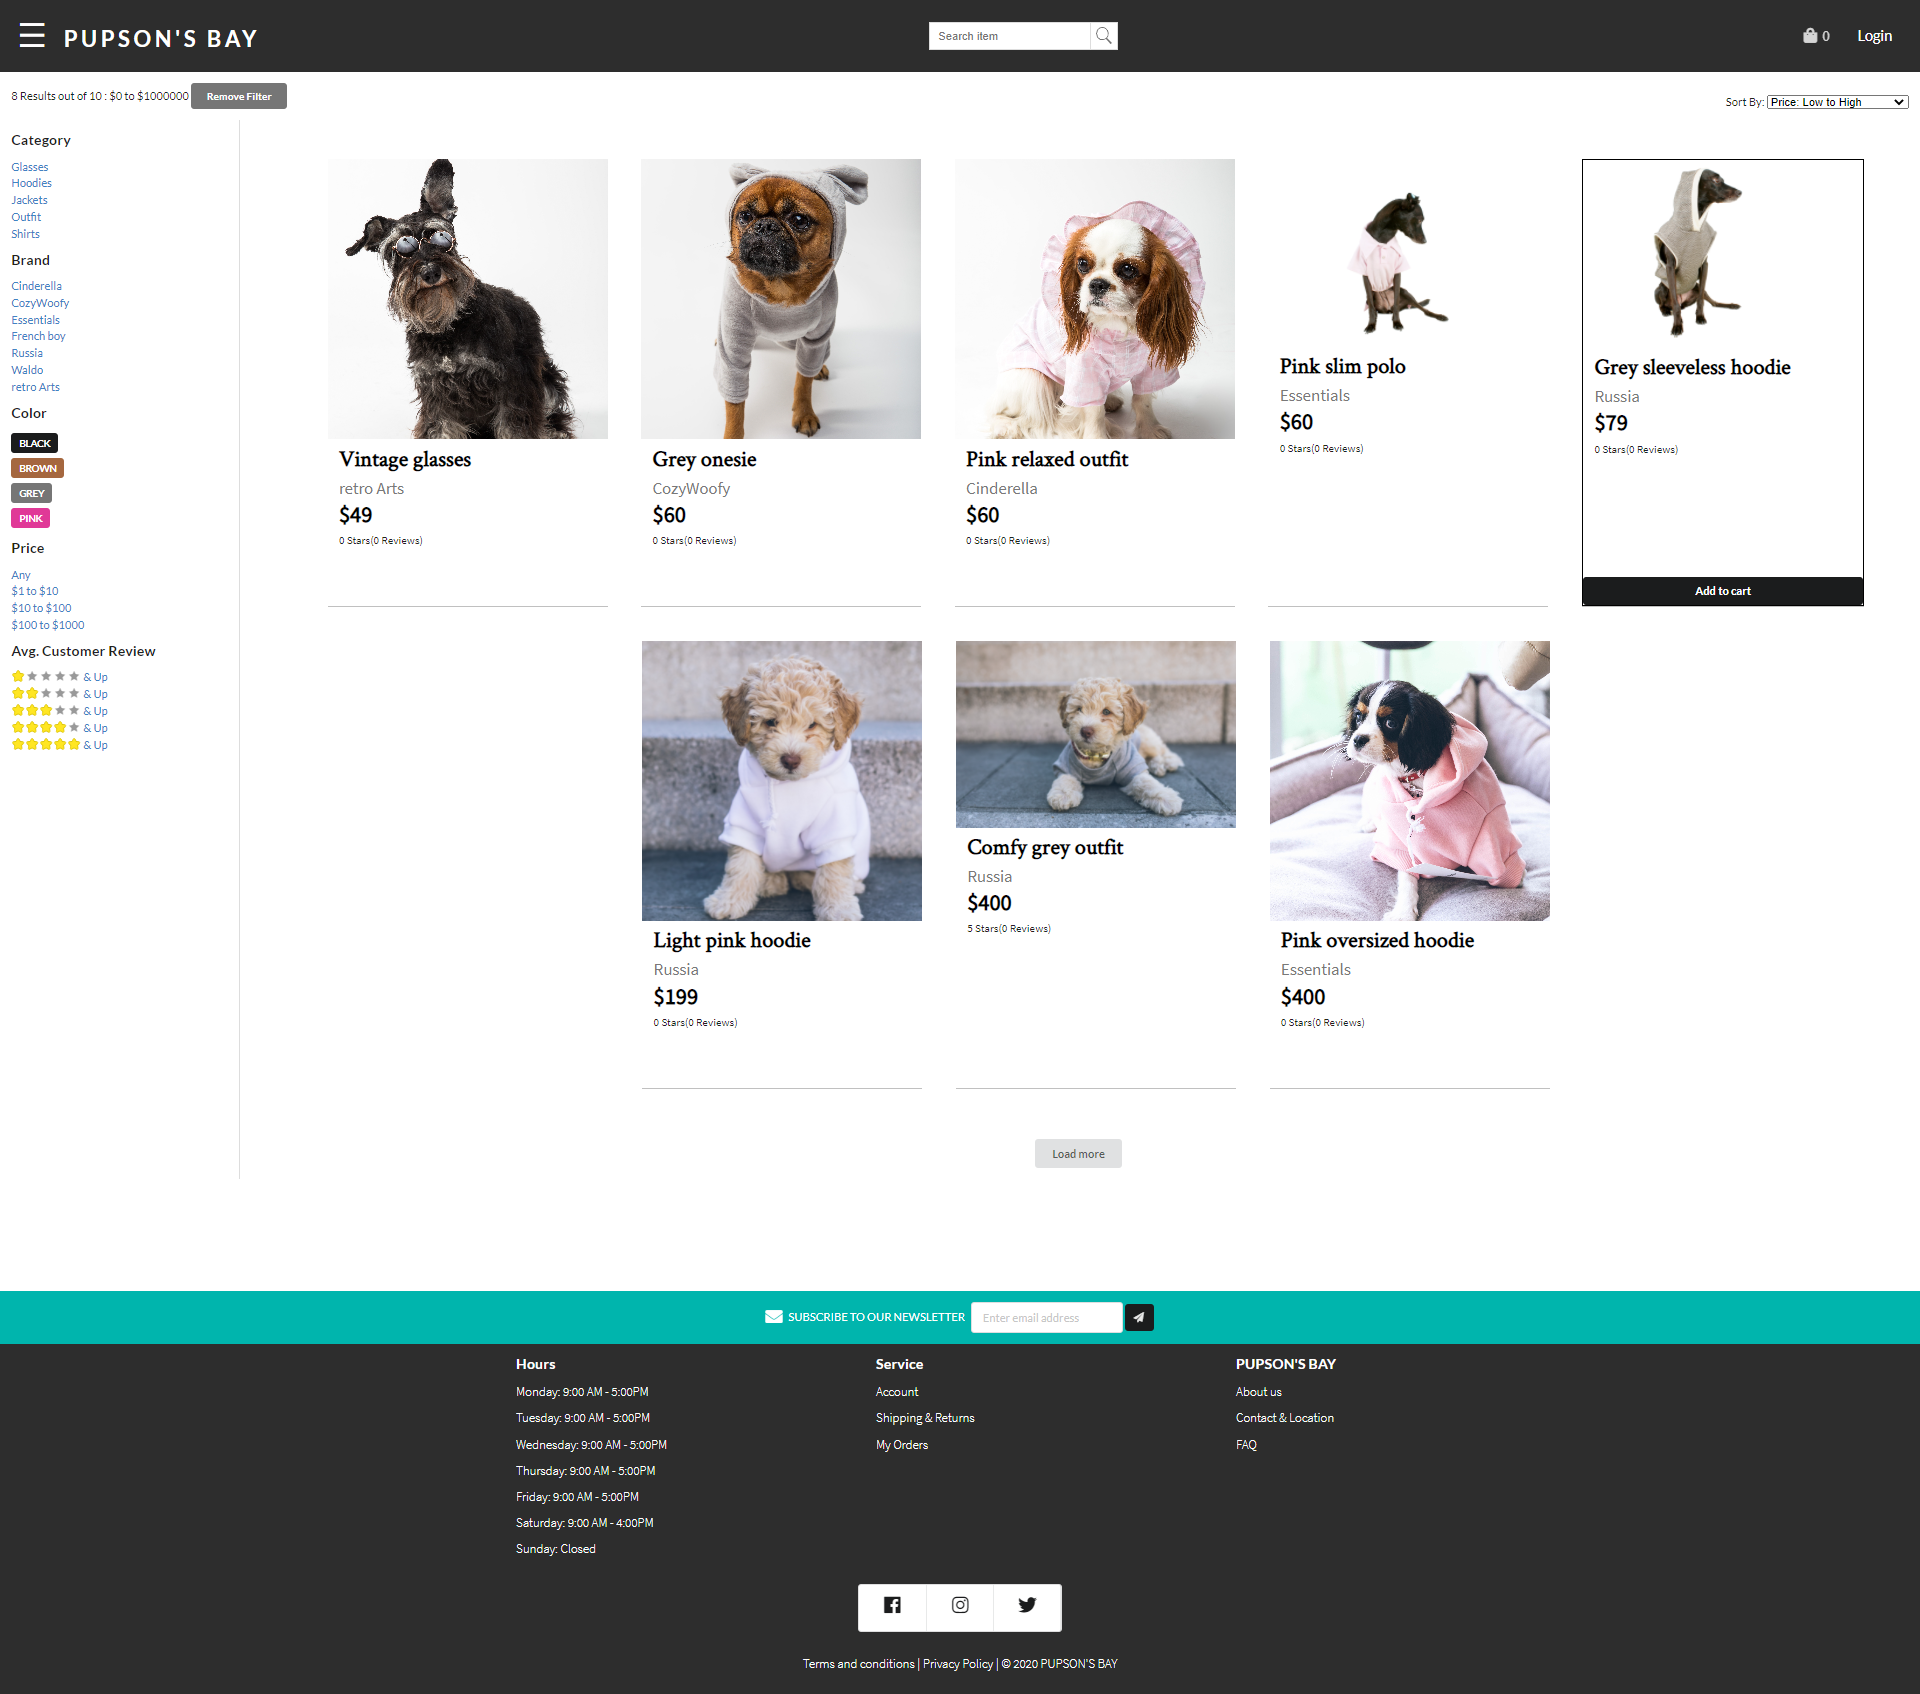 PUPSON'S BAY
Search item
0
Login
8 Results out of 10 : $0 to $1000000
Remove Filter
Sort By: Price: Low to High
Category
Glasses
Hoodies
Jackets
Outfit
Shirts
Brand
Cinderella
CozyWoofy
Essentials
French boy
Russia
Waldo
retro Arts
Color
BLACK
BROWN
GREY
PINK
Price
Any
$1 to $10
$10 to $100
$100 to $1000
Avg. Customer Review
& Up
& Up
& Up
& Up
& Up
Vintage glasses
retro Arts
$49
0 Stars(0 Reviews)
Grey onesie
CozyWoofy
$60
0 Stars(0 Reviews)
Pink relaxed outfit
Cinderella
$60
0 Stars(0 Reviews)
Pink slim polo
Essentials
$60
0 Stars(0 Reviews)
Grey sleeveless hoodie
Russia
$79
0 Stars(0 Reviews)
Add to cart
Light pink hoodie
Russia
$199
0 Stars(0 Reviews)
Comfy grey outfit
Russia
$400
5 Stars(0 Reviews)
Pink oversized hoodie
Essentials
$400
0 Stars(0 Reviews)
Load more
SUBSCRIBE TO OUR NEWSLETTER
Enter email address
Hours
Monday: 9:00 AM - 5:00PM
Tuesday: 9:00 AM - 5:00PM
Wednesday: 9:00 AM - 5:00PM
Thursday: 9:00 AM - 5:00PM
Friday: 9:00 AM - 5:00PM
Saturday: 9:00 AM - 4:00PM
Sunday: Closed
Service
Account
Shipping & Returns
My Orders
PUPSON'S BAY
About us
Contact & Location
FAQ
Terms and conditions | Privacy Policy | © 2020 PUPSON'S BAY